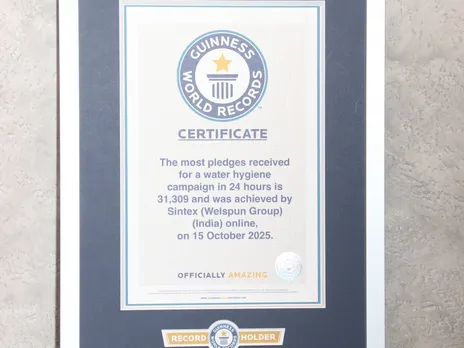 GUINNESS
WORLD RECORDS
CERTIFICATE
The most pledges received
for a water hygiene
campaign in 24 hours is
31,309 and was achieved by
Sintex (Welspun Group)
(India) online,
on 15 October 2025.
OFFICIALLY AMAZING
RECORD HOLDER